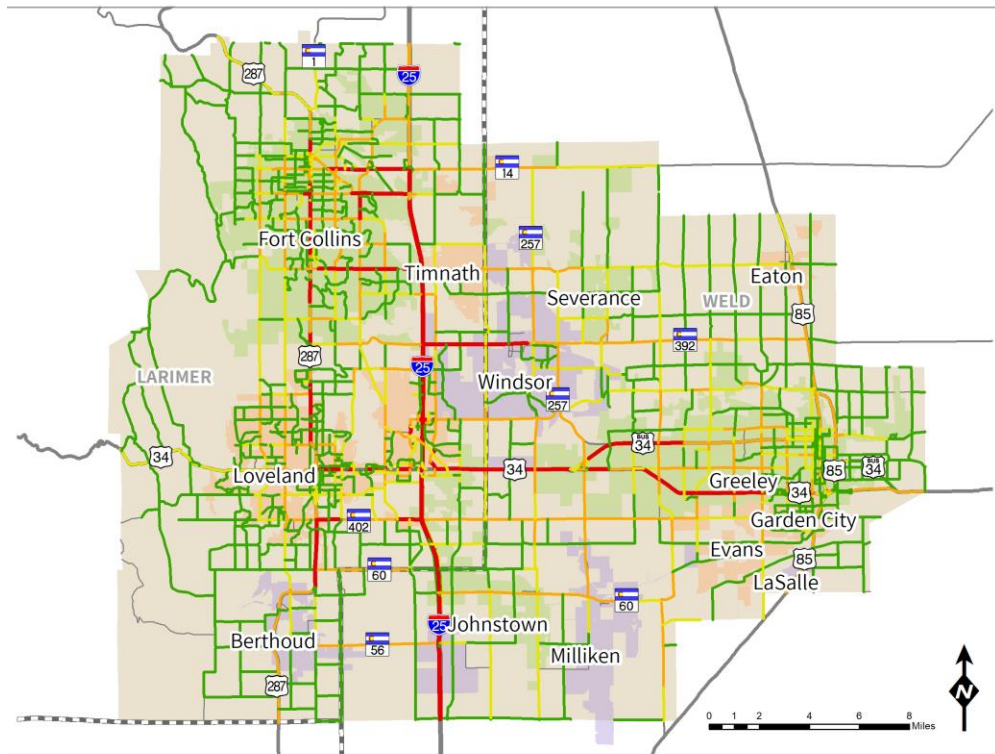 1
287
25
14
Fort Collins
257
Timnath
Severance
Eaton
WELD
85
392
287
25
LARIMER
Windsor
257
34
BUS
34
34
Loveland
Greeley
34
85
BUS
34
402
Garden City
Evans
85
60
LaSalle
60
25
Johnstown
Berthoud
56
Milliken
287
N
0 1 2 4 6 8
Miles